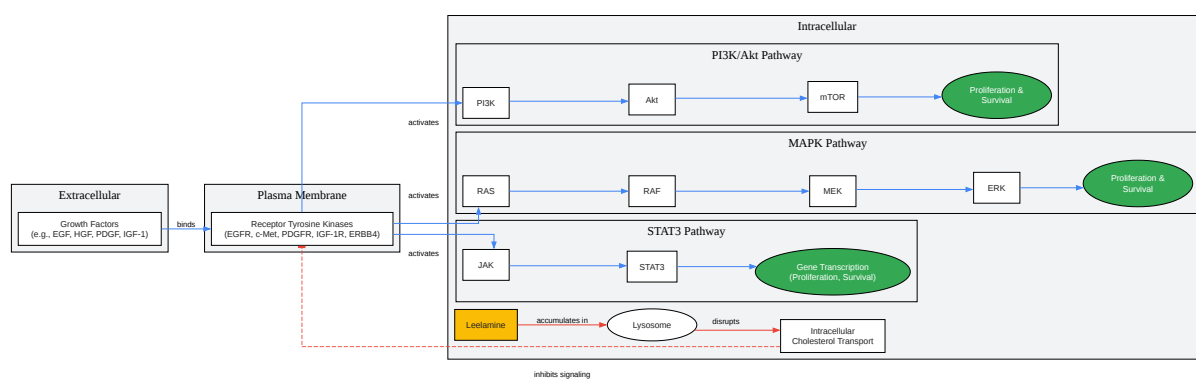 Intracellular
PI3K/Akt Pathway
PI3K
Akt
mTOR
Proliferation &
Survival
activates
MAPK Pathway
activates
RAS
RAF
MEK
ERK
Proliferation &
Survival
Extracellular
Growth Factors
(e.g., EGF, HGF, PDGF, IGF-1)
binds
Plasma Membrane
Receptor Tyrosine Kinases
(EGFR, c-Met, PDGFR, IGF-1R, ERBB4)
activates
STAT3 Pathway
JAK
STAT3
Gene Transcription
(Proliferation, Survival)
Leelamine
accumulates in
Lysosome
disrupts
Intracellular
Cholesterol Transport
inhibits signaling